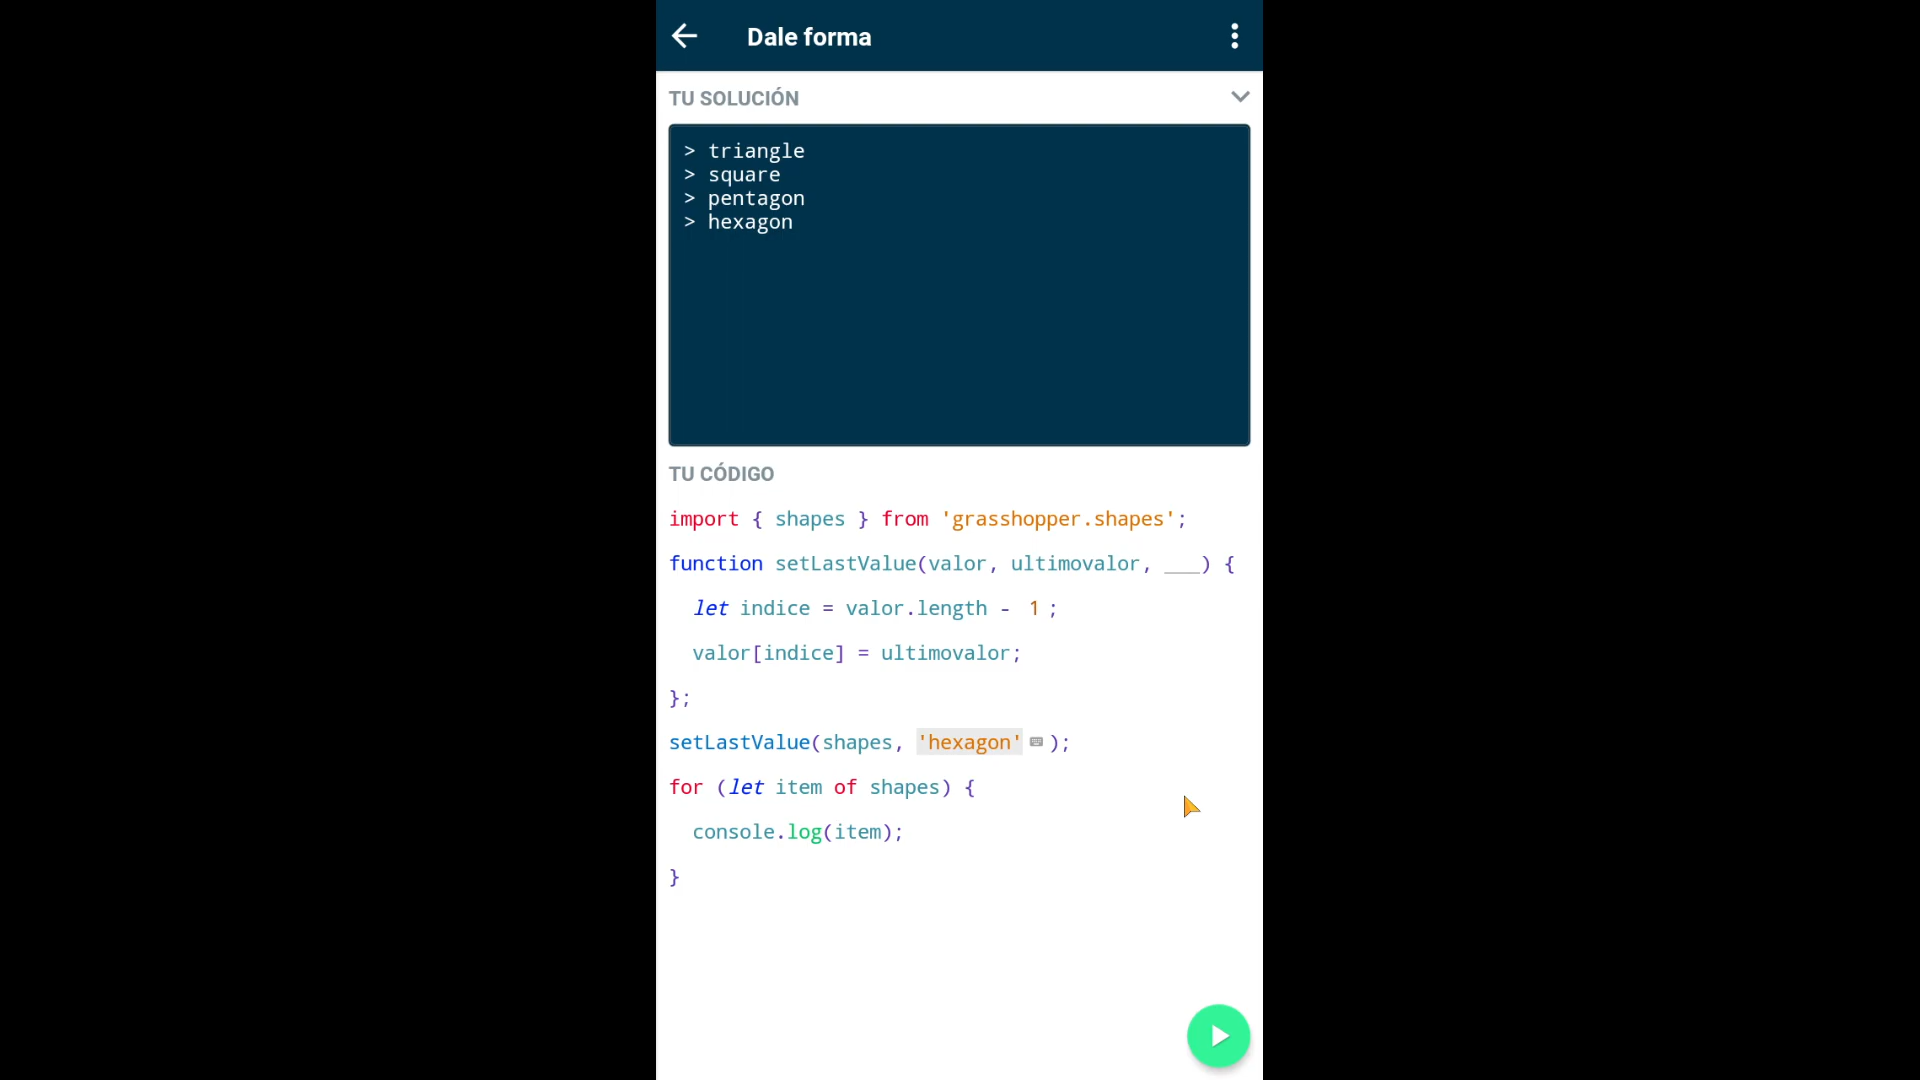 Dale forma
TU SOLUCIÓN
> triangle
> square
> pentagon
> hexagon
TU CÓDIGO
import { shapes } from 'grasshopper.shapes';
function setLastValue(valor, ultimovalor, ___) {
let indice = valor.length - 1 ;
valor[indice] = ultimovalor;
};
setLastValue(shapes, 'hexagon' );
for (let item of shapes) {
console.log(item);
}